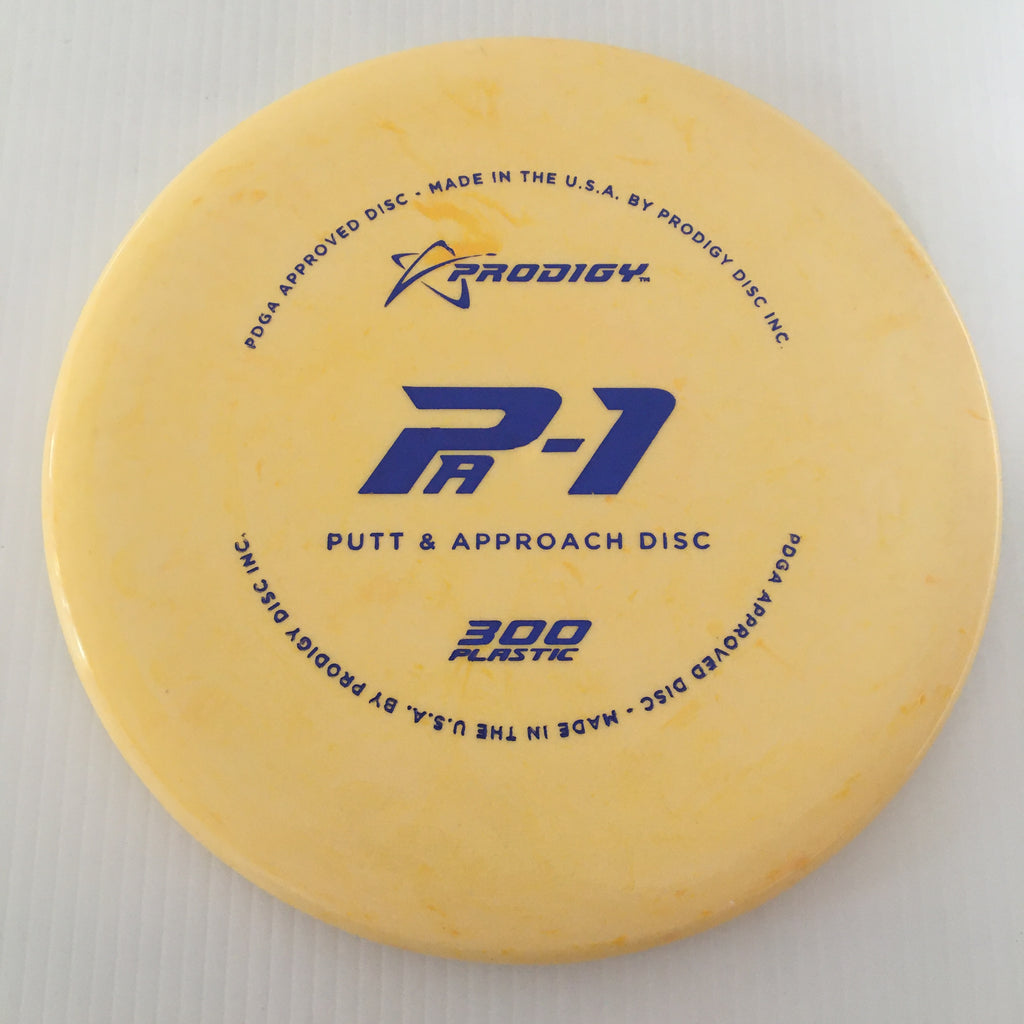 PDGA APPROVED DISC - MADE IN THE U.S.A. BY PRODIGY DISC INC.
PRODIGY™
PA-1
PUTT & APPROACH DISC
300
PLASTIC
PDGA APPROVED DISC - MADE IN THE U.S.A. BY PRODIGY DISC INC.